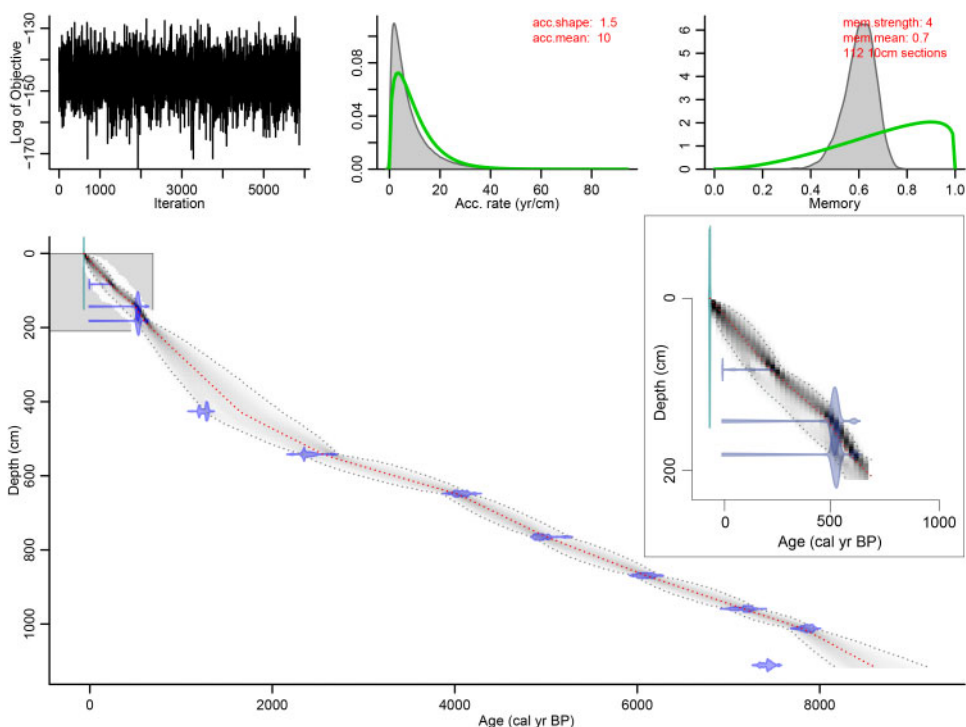 −130
−150
−170
Log of Objective
0 1000 3000 5000
Iteration
acc.shape: 1.5
acc.mean: 10
0.00 0.04 0.08
0 20 40 60 80
Acc. rate (yr/cm)
mem.strength: 4
mem.mean: 0.7
112 10cm sections
0 1 2 3 4 5 6
0.0 0.2 0.4 0.6 0.8 1.0
Memory
0
200
400
600
800
1000
Depth (cm)
0 2000 4000 6000 8000
Age (cal yr BP)
0
200
Depth (cm)
0 500 1000
Age (cal yr BP)